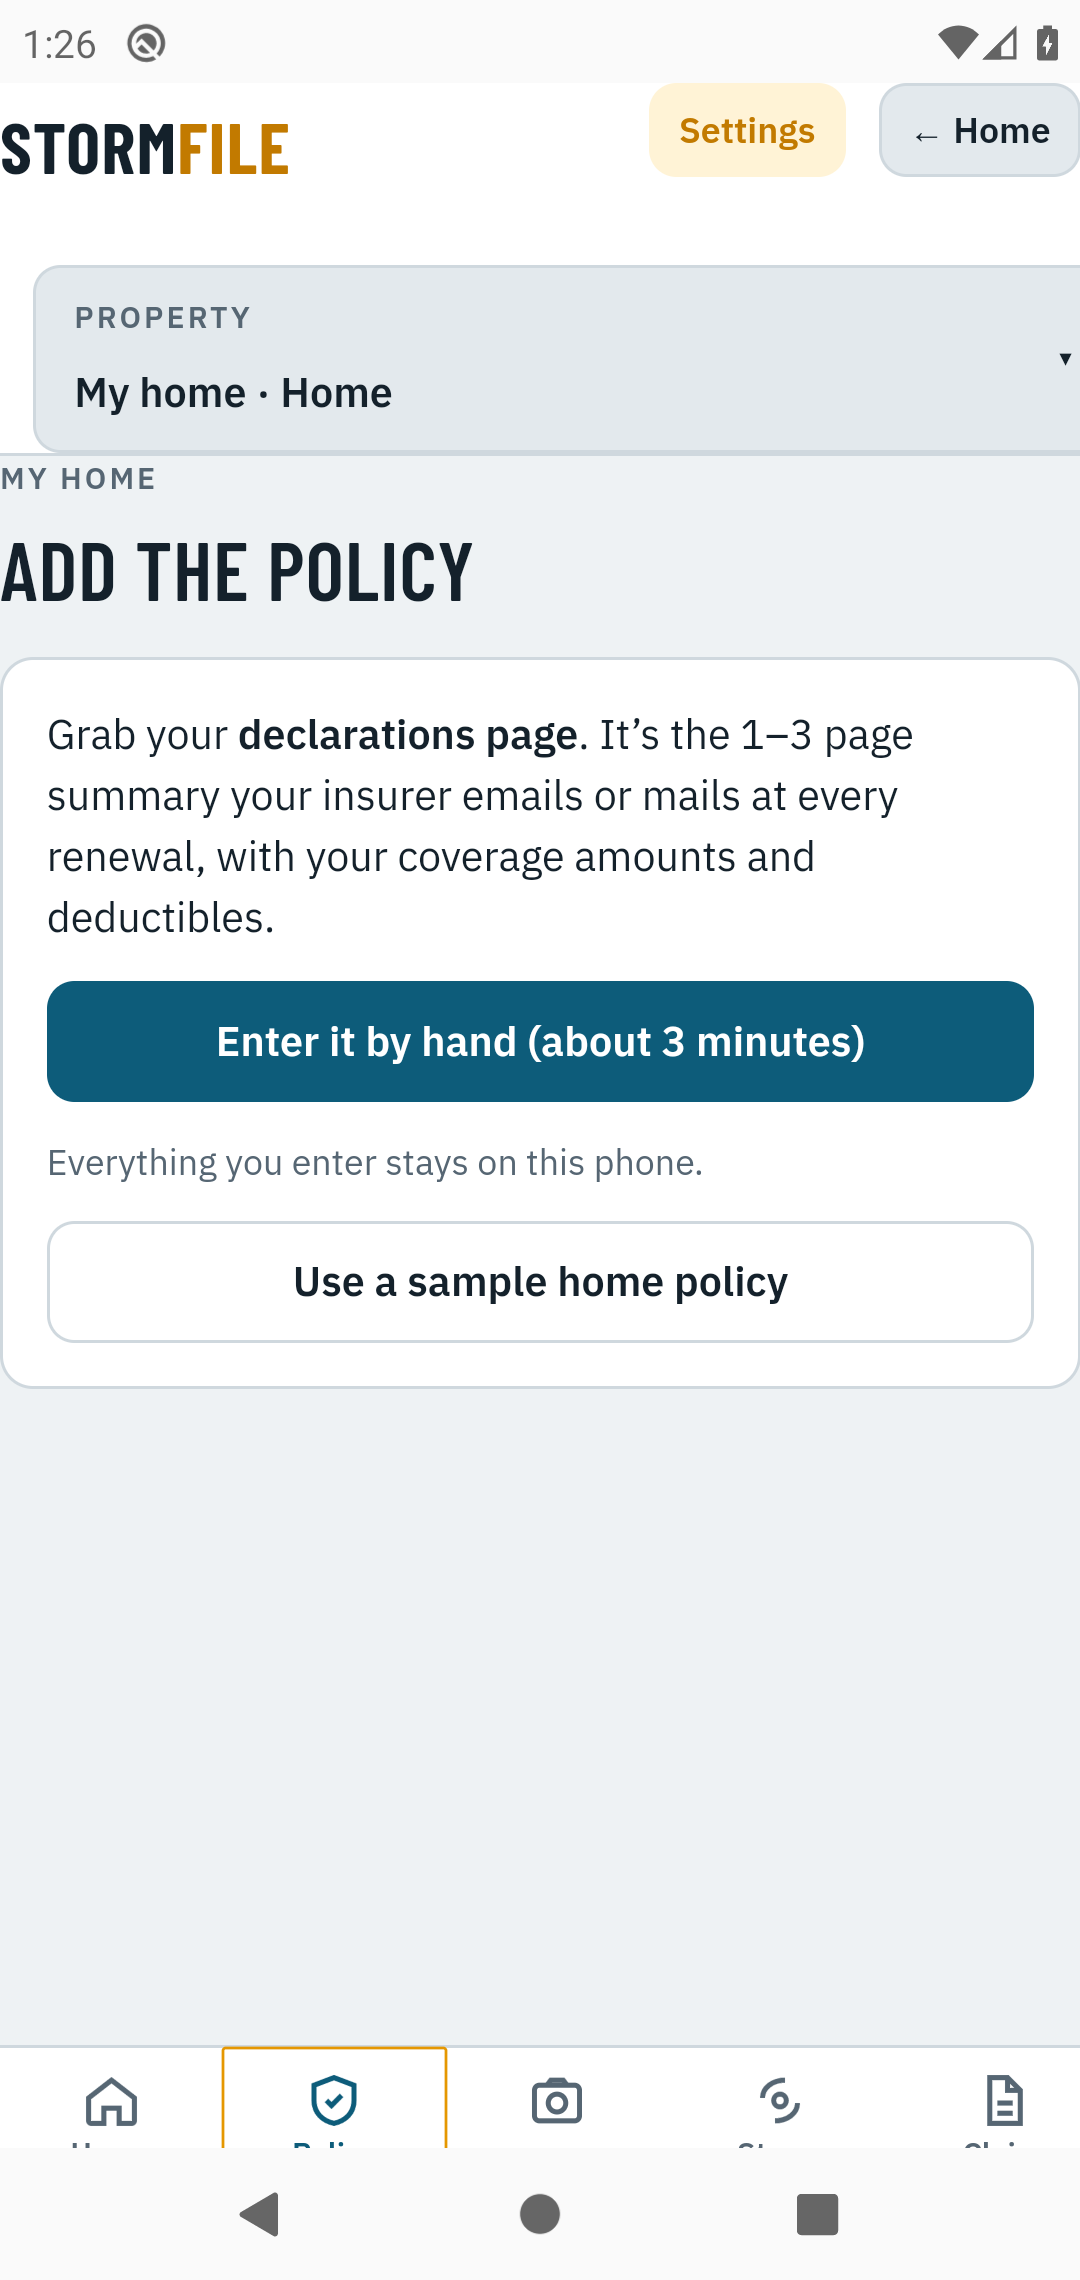 1:26
STORMFILE
Settings
← Home
PROPERTY
My home · Home
▾
MY HOME
ADD THE POLICY
Grab your declarations page. It’s the 1–3 page
summary your insurer emails or mails at every
renewal, with your coverage amounts and
deductibles.
Enter it by hand (about 3 minutes)
Everything you enter stays on this phone.
Use a sample home policy